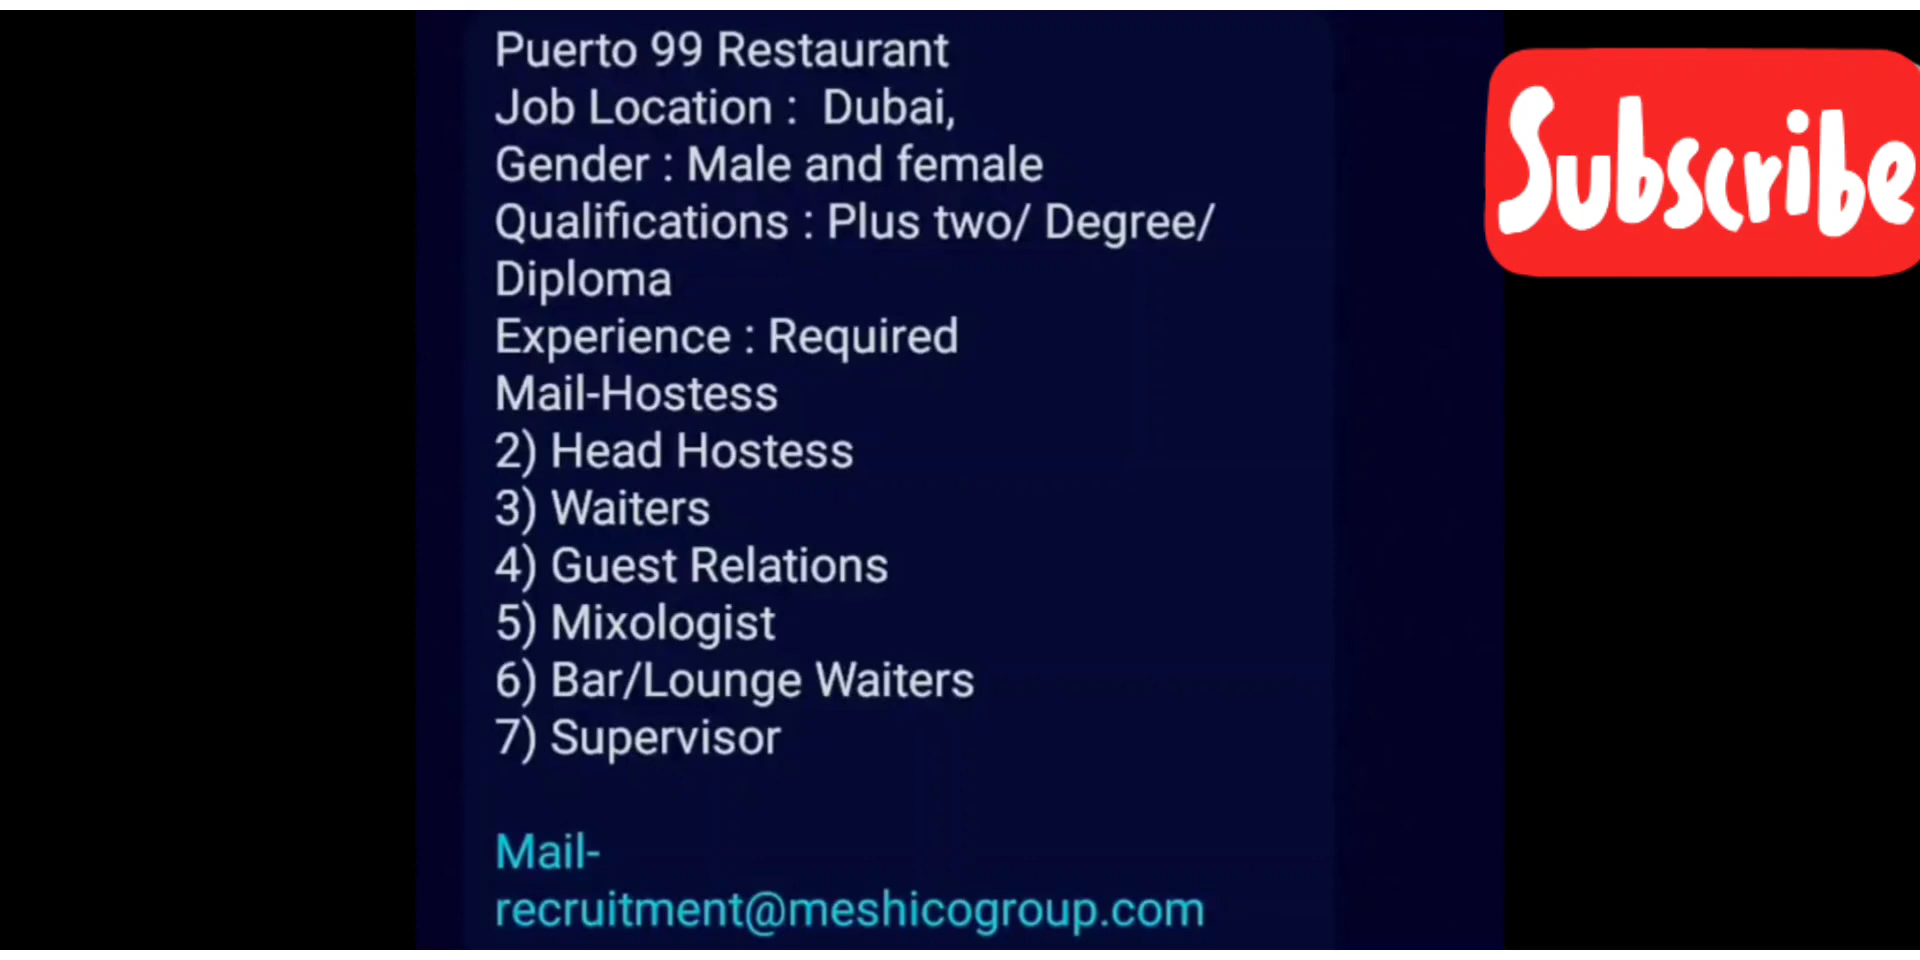 Puerto 99 Restaurant
Job Location :  Dubai,
Gender : Male and female
Qualifications : Plus two/ Degree/
Diploma
Experience : Required
Mail-Hostess
2) Head Hostess
3) Waiters
4) Guest Relations
5) Mixologist
6) Bar/Lounge Waiters
7) Supervisor
Mail-
recruitment@meshicogroup.com
Subscribe